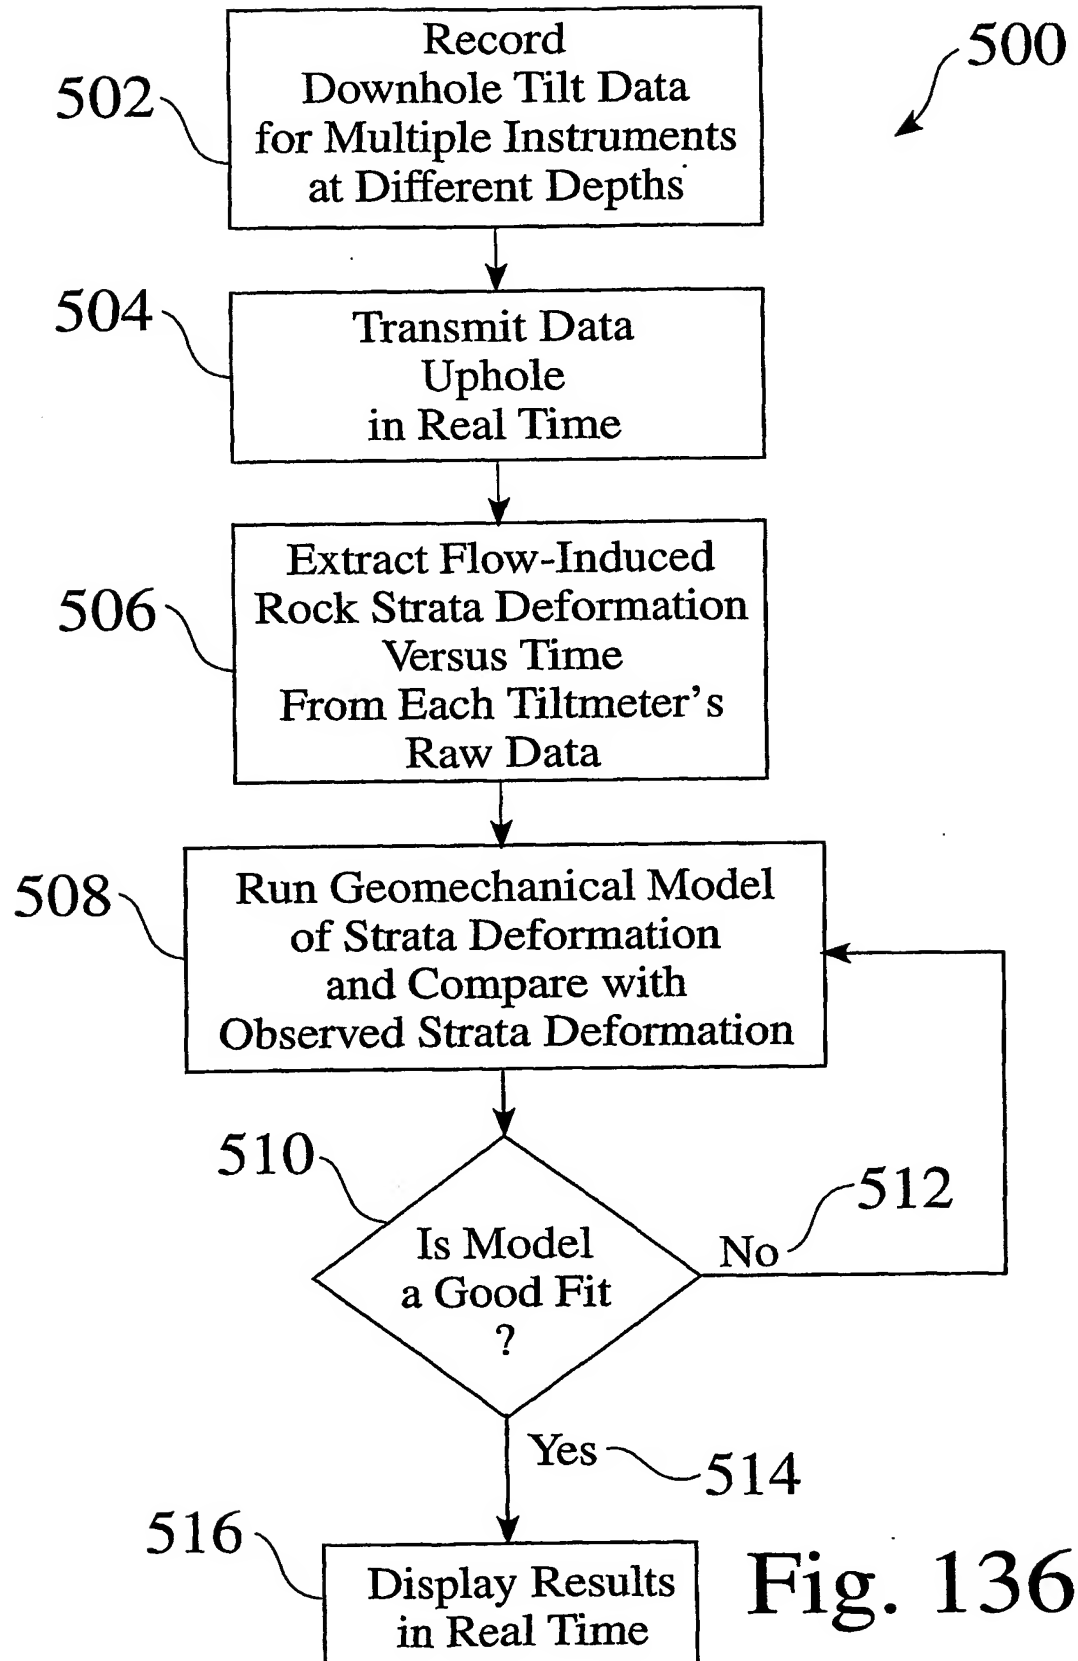 500
502
Record
Downhole Tilt Data
for Multiple Instruments
at Different Depths
504
Transmit Data
Uphole
in Real Time
506
Extract Flow-Induced
Rock Strata Deformation
Versus Time
From Each Tiltmeter's
Raw Data
508
Run Geomechanical Model
of Strata Deformation
and Compare with
Observed Strata Deformation
510
Is Model
a Good Fit
?
No
512
Yes
514
516
Display Results
in Real Time
Fig. 136